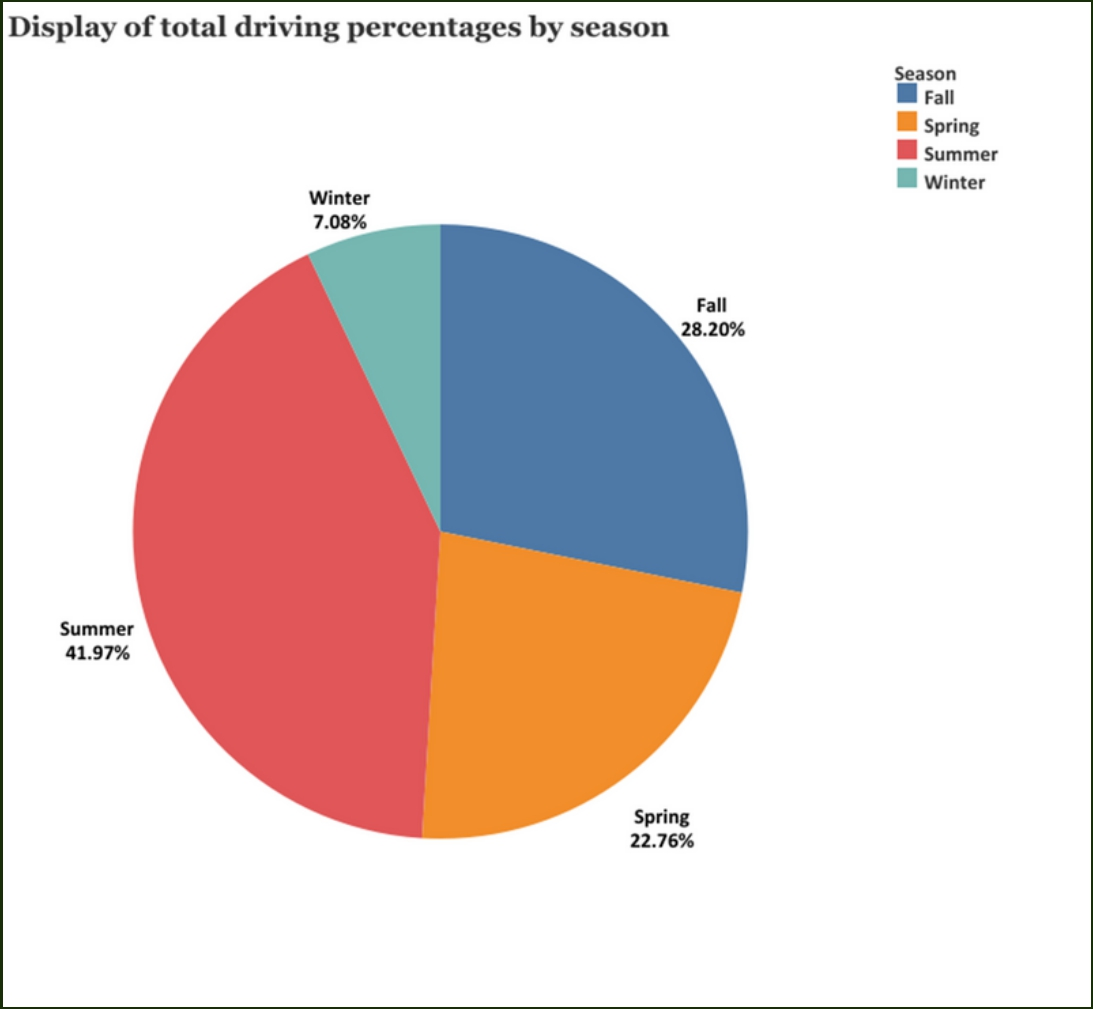 Display of total driving percentages by season
Season
Fall
Spring
Summer
Winter
Winter
7.08%
Fall
28.20%
Summer
41.97%
Spring
22.76%